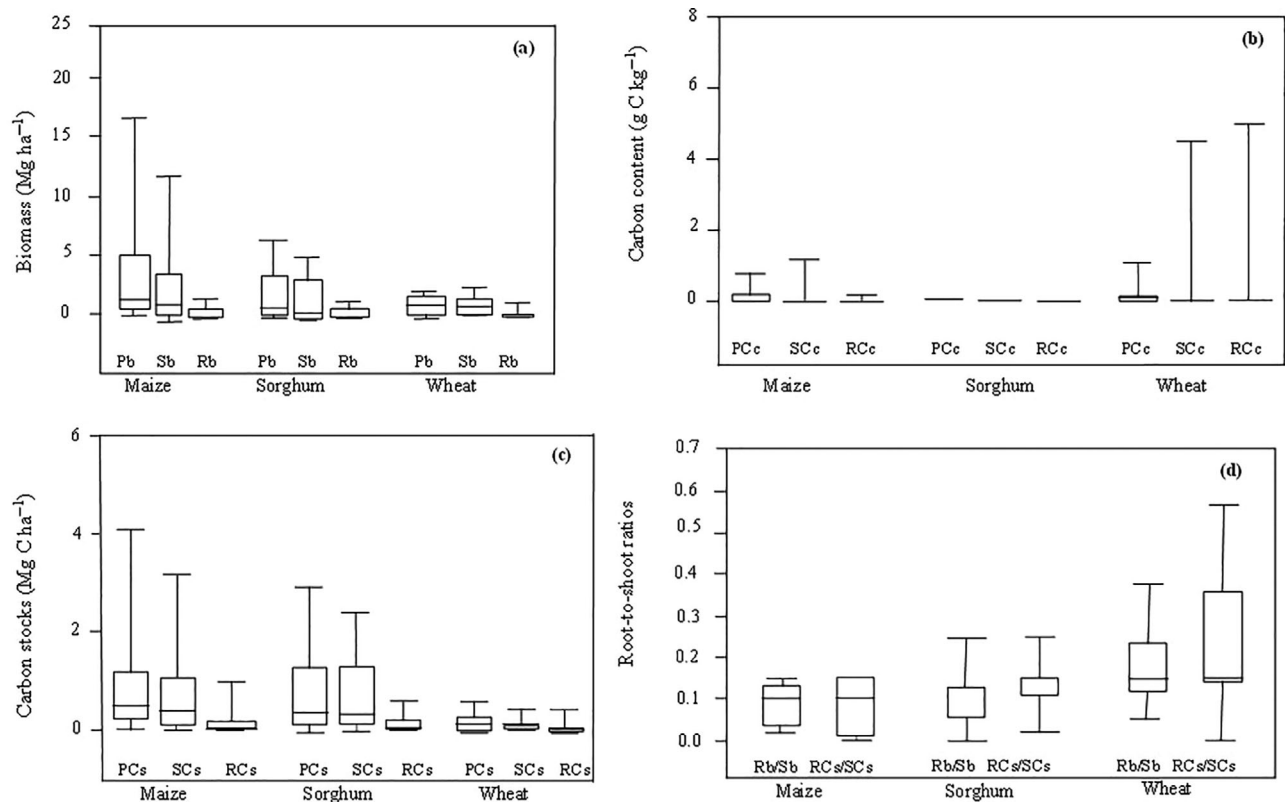 (a)
Biomass (Mg ha⁻¹)
25
20
15
10
5
0
Pb Sb Rb Pb Sb Rb Pb Sb Rb
Maize Sorghum Wheat
(b)
Carbon content (g C kg⁻¹)
8
6
4
2
0
PCc SCc RCc PCc SCc RCc PCc SCc RCc
Maize Sorghum Wheat
(c)
Carbon stocks (Mg C ha⁻¹)
6
4
2
0
PCs SCs RCs PCs SCs RCs PCs SCs RCs
Maize Sorghum Wheat
(d)
Root-to-shoot ratios
0.7
0.6
0.5
0.4
0.3
0.2
0.1
0.0
Rb/Sb RCs/SCs Rb/Sb RCs/SCs Rb/Sb RCs/SCs
Maize Sorghum Wheat